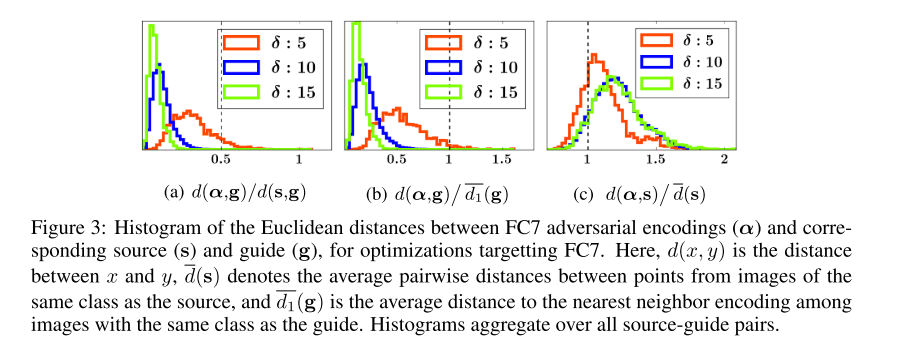 δ : 5
δ : 10
δ : 15
0.5
1
δ : 5
δ : 10
δ : 15
0.5
1
1.5
δ : 5
δ : 10
δ : 15
1
1.5
2
(a) d(α,g)/d(s,g)
(b) d(α,g)/d̅₁(g)
(c) d(α,s)/d̅(s)
Figure 3: Histogram of the Euclidean distances between FC7 adversarial encodings (α) and corre-
sponding source (s) and guide (g), for optimizations targetting FC7. Here, d(x, y) is the distance
between x and y, d̅(s) denotes the average pairwise distances between points from images of the
same class as the source, and d̅₁(g) is the average distance to the nearest neighbor encoding among
images with the same class as the guide. Histograms aggregate over all source-guide pairs.